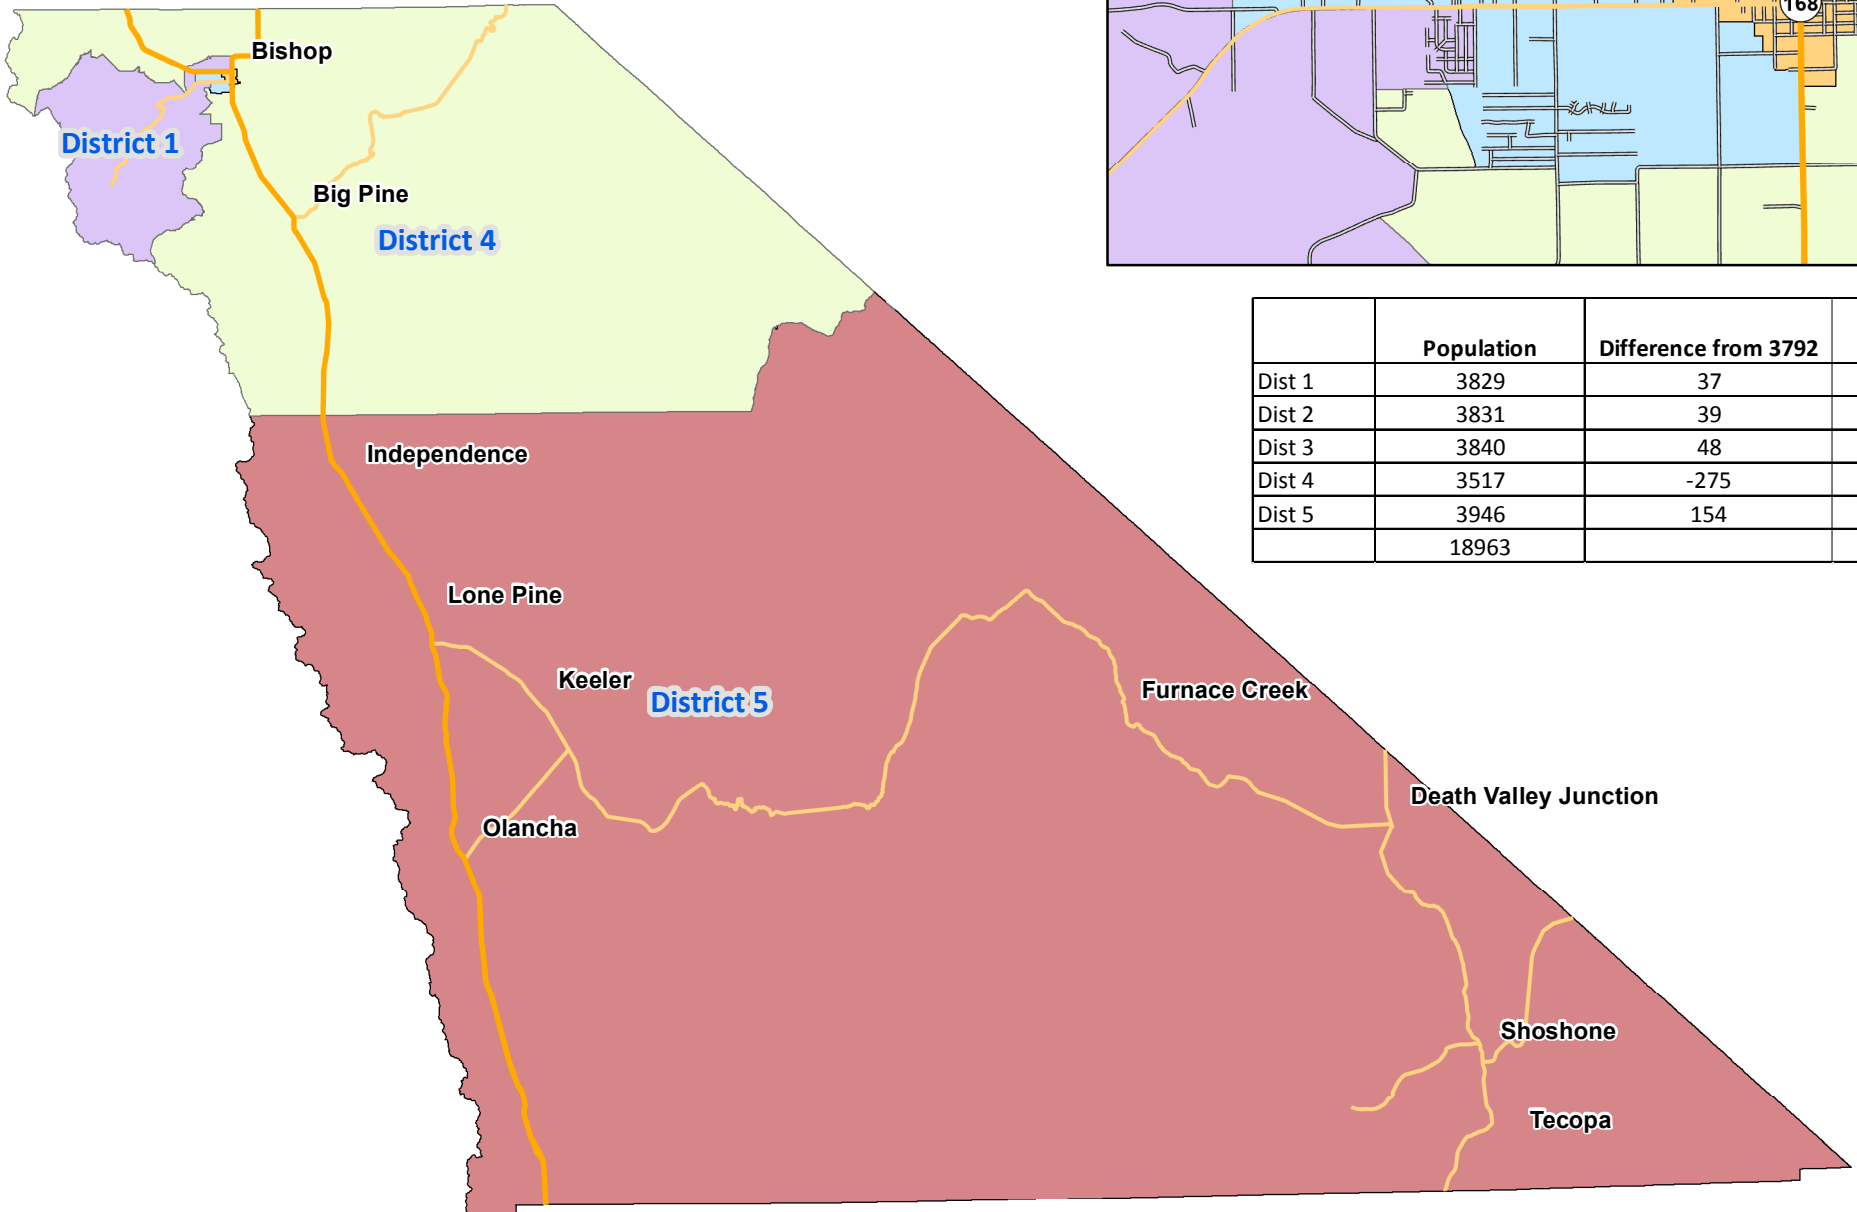 168
Bishop
District 1
Big Pine
District 4
Population Difference from 3792
Dist 1 3829 37
Dist 2 3831 39
Dist 3 3840 48
Dist 4 3517 -275
Dist 5 3946 154
18963
Independence
Lone Pine
Keeler
District 5
Furnace Creek
Death Valley Junction
Olancha
Shoshone
Tecopa